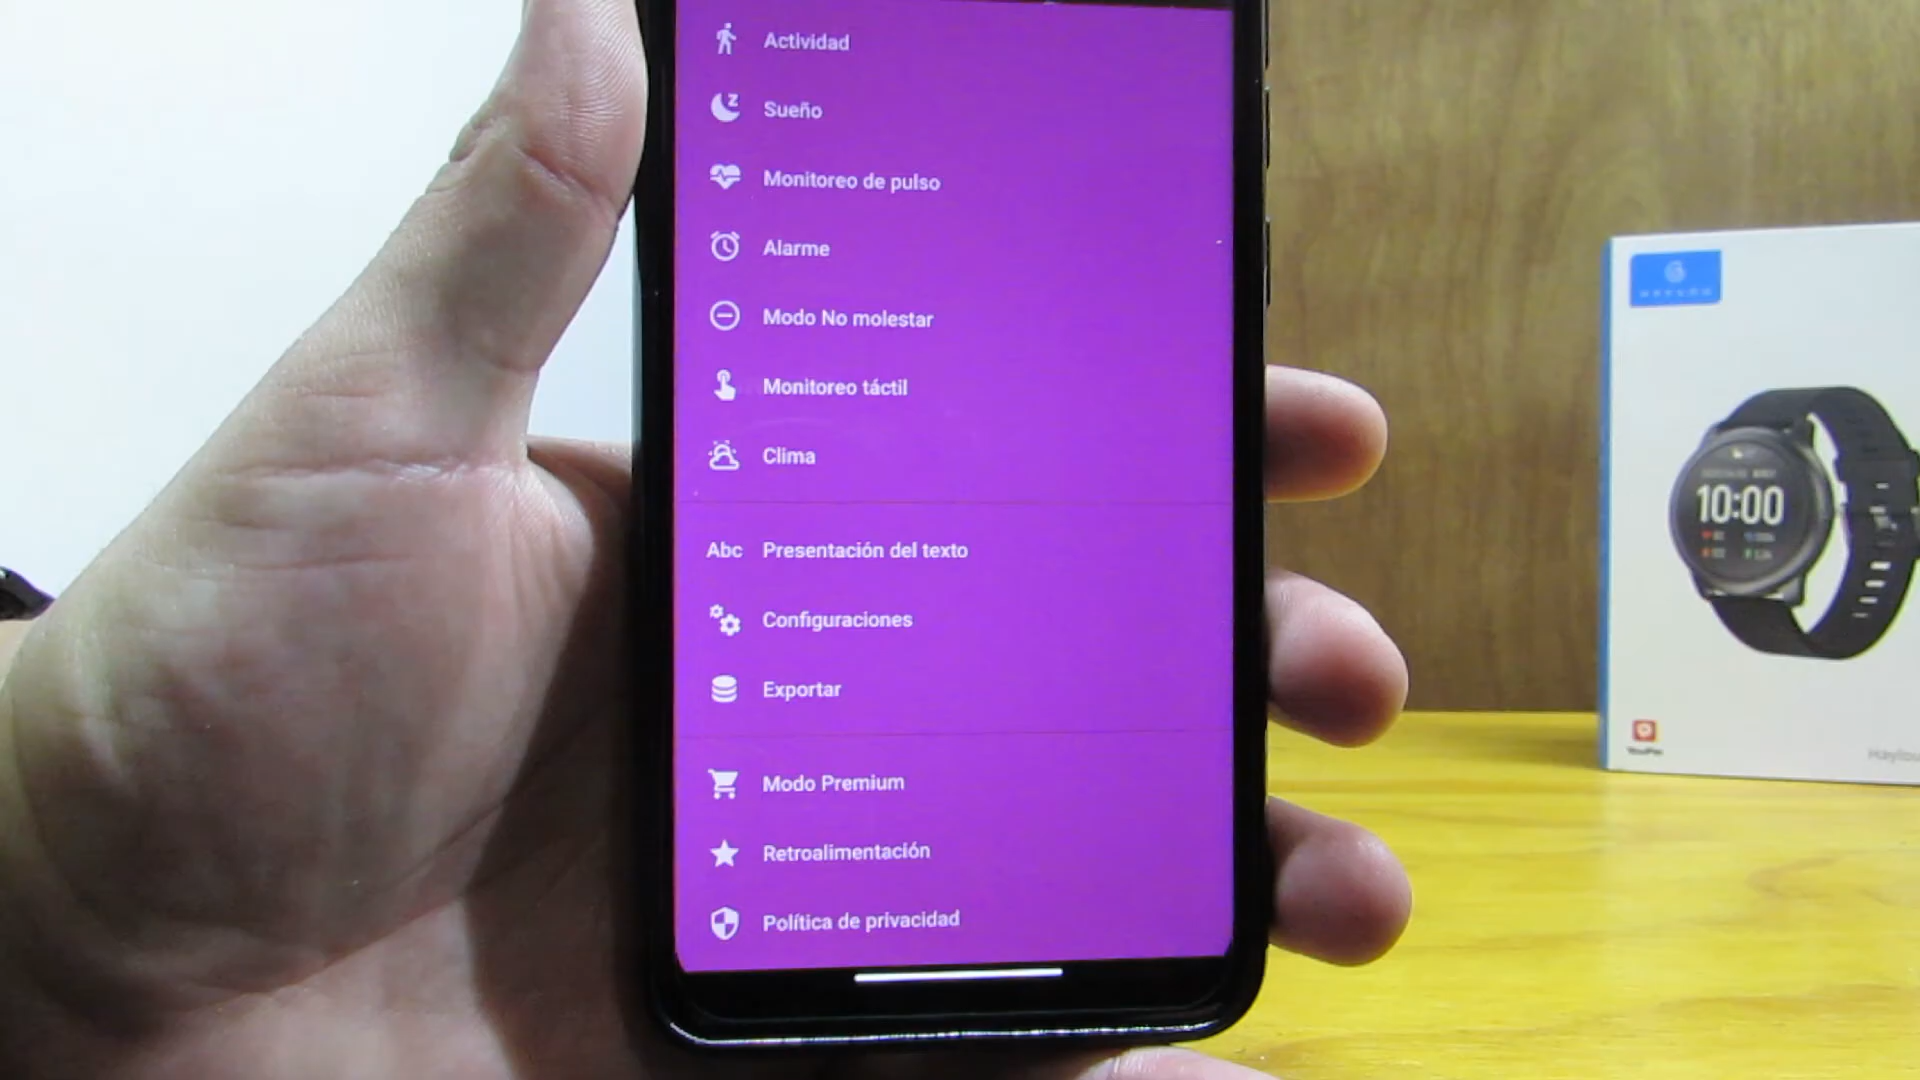 Actividad
Sueño
Monitoreo de pulso
Alarme
Modo No molestar
Monitoreo táctil
Clima
Abc Presentación del texto
Configuraciones
Exportar
Modo Premium
Retroalimentación
Política de privacidad
10:00
YouPin